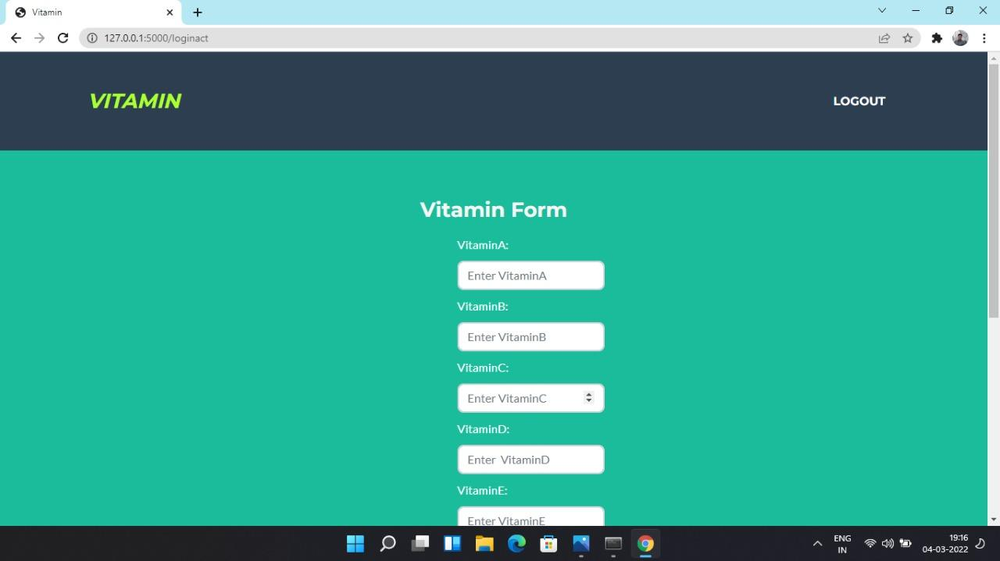 Vitamin
127.0.0.1:5000/loginact
VITAMIN
LOGOUT
Vitamin Form
VitaminA:
Enter VitaminA
VitaminB:
Enter VitaminB
VitaminC:
Enter VitaminC
VitaminD:
Enter  VitaminD
VitaminE:
Enter VitaminE
ENG
IN
19:16
04-03-2022